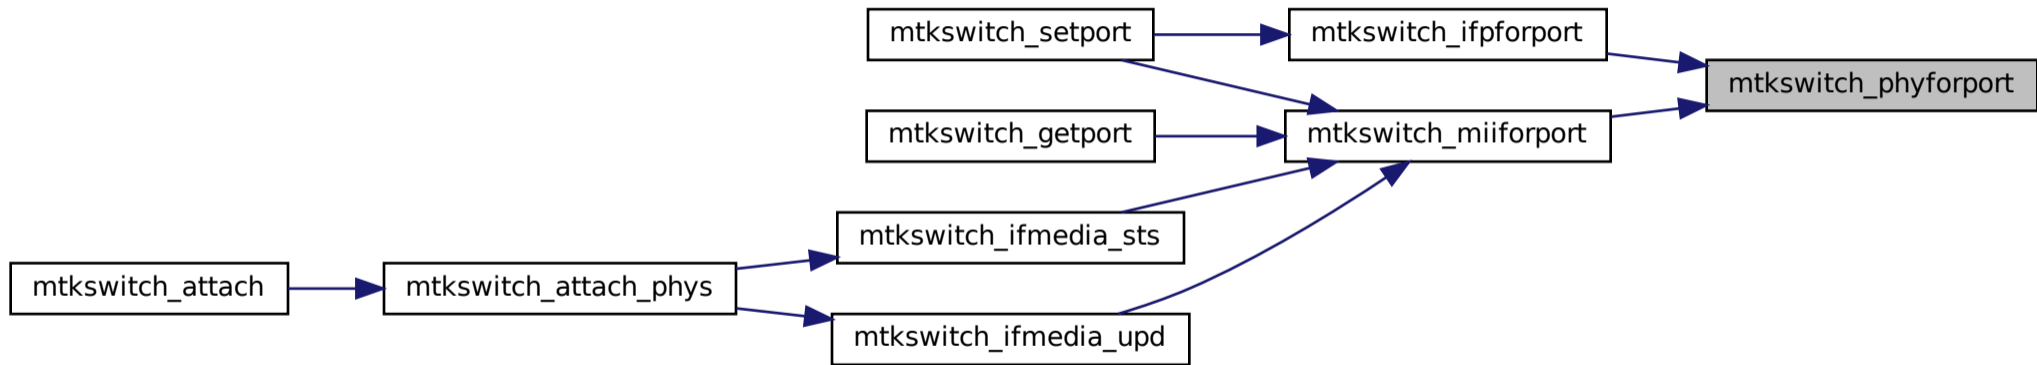 mtkswitch_setport
mtkswitch_ifpforport
mtkswitch_phyforport
mtkswitch_getport
mtkswitch_miiforport
mtkswitch_ifmedia_sts
mtkswitch_attach
mtkswitch_attach_phys
mtkswitch_ifmedia_upd